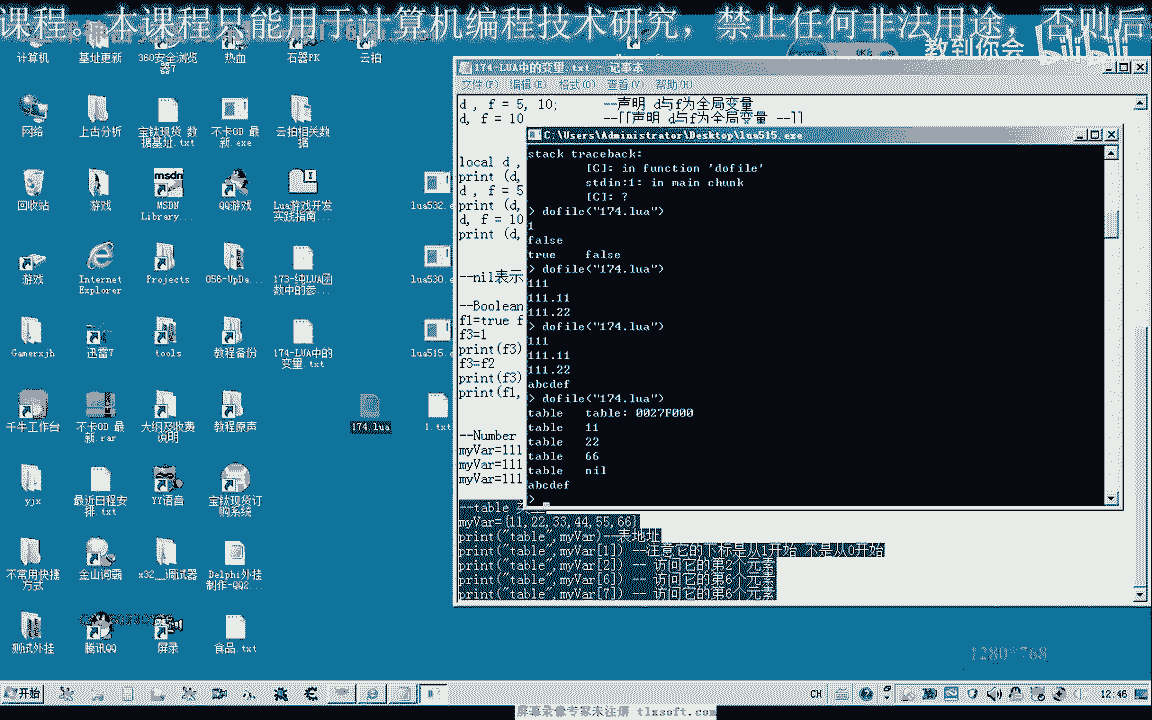 课程。本课程只能用于计算机编程技术研究，禁止任何非法用途，否则后
教到你会
bilibili
计算机
基址更新
360安全浏览器7
热血
石器PK
云拍
网络
上古分析
宝钛现货 数据基址.txt
不卡OD 最新.exe
云拍相关数据
回收站
游戏
MSDN Library...
QQ游戏
Lua游戏开发实践指南...
lua532.
游戏
Internet Explorer
Projects
056-UpDa...
173-纯LUA函数中的参...
lua530.e
Gamerxjh
迅雷7
tools
教程备份
174-LUA中的变量.txt
lua515.e
千牛工作台
不卡OD 最新.rar
大纲及收费说明
教程原声
174.lua
1.txt
yjx
最近日程安排.txt
YY语音
宝钛现货订购系统
不常用快捷方式
金山词霸
x32__调试器
Delphi外挂制作-QQ2...
测试外挂
腾讯QQ
屏录
食品.txt
174-LUA中的变量.txt - 记事本
文件(F) 编辑(E) 格式(O) 查看(V) 帮助(H)
d , f = 5, 10; --声明 d与f为全局变量
d, f = 10 --[[声明 d与f为全局变量 --]]
local d ,
print (d,
d , f = 5
print (d,
d, f = 10
print (d,
--nil表示
--Boolean
f1=true f
f3=1
print(f3)
f3=f2
print(f3)
print(f1,
--Number
myVar=111
myVar=111
myVar=111
--table
myVar={11,22,33,44,55,66}
print("table",myVar)--表地址
print("table",myVar[1]) --注意它的下标是从1开始 不是从0开始
print("table",myVar[2]) -- 访问它的第2个元素
print("table",myVar[6]) -- 访问它的第6个元素
print("table",myVar[7]) -- 访问它的第6个元素
C:\Users\Administrator\Desktop\lua515.exe
stack traceback:
[C]: in function 'dofile'
stdin:1: in main chunk
[C]: ?
> dofile("174.lua")
1
false
true false
> dofile("174.lua")
111
111.11
111.22
> dofile("174.lua")
111
111.11
111.22
abcdef
> dofile("174.lua")
table table: 0027F000
table 11
table 22
table 66
table nil
abcdef
>
1280*768
开始
CH
12:46
屏幕录像专家未注册 tlxsoft.com